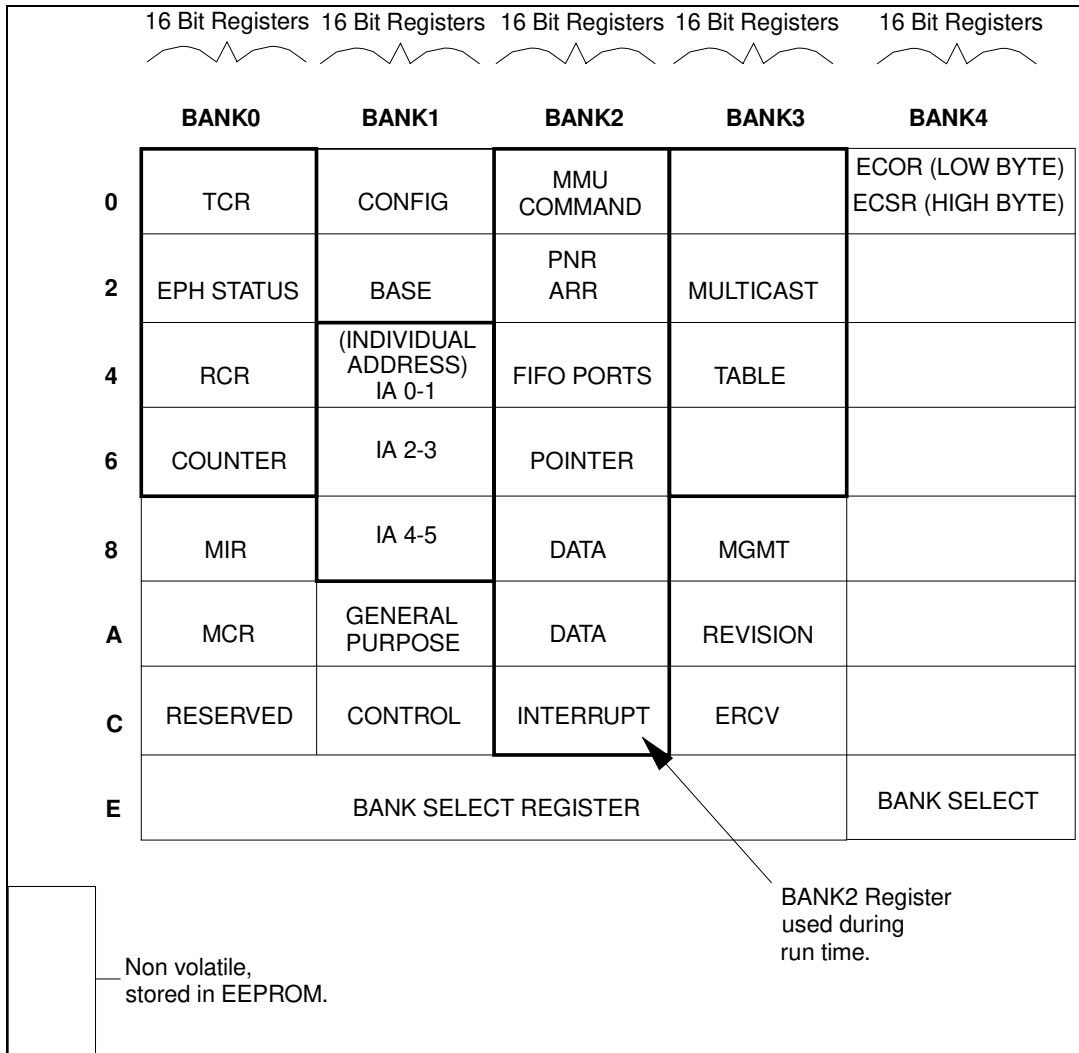 16 Bit Registers 16 Bit Registers 16 Bit Registers 16 Bit Registers 16 Bit Registers
BANK0 BANK1 BANK2 BANK3 BANK4
0 TCR CONFIG MMU COMMAND ECOR (LOW BYTE) ECSR (HIGH BYTE)
2 EPH STATUS BASE PNR ARR MULTICAST
4 RCR (INDIVIDUAL ADDRESS) IA 0-1 FIFO PORTS TABLE
6 COUNTER IA 2-3 POINTER
8 MIR IA 4-5 DATA MGMT
A MCR GENERAL PURPOSE DATA REVISION
C RESERVED CONTROL INTERRUPT ERCV
E BANK SELECT REGISTER BANK SELECT
BANK2 Register
used during
run time.
Non volatile,
stored in EEPROM.